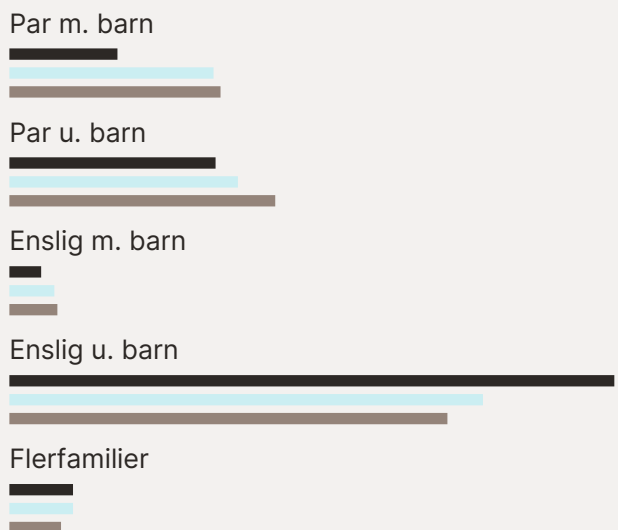 Par m. barn
Par u. barn
Enslig m. barn
Enslig u. barn
Flerfamilier